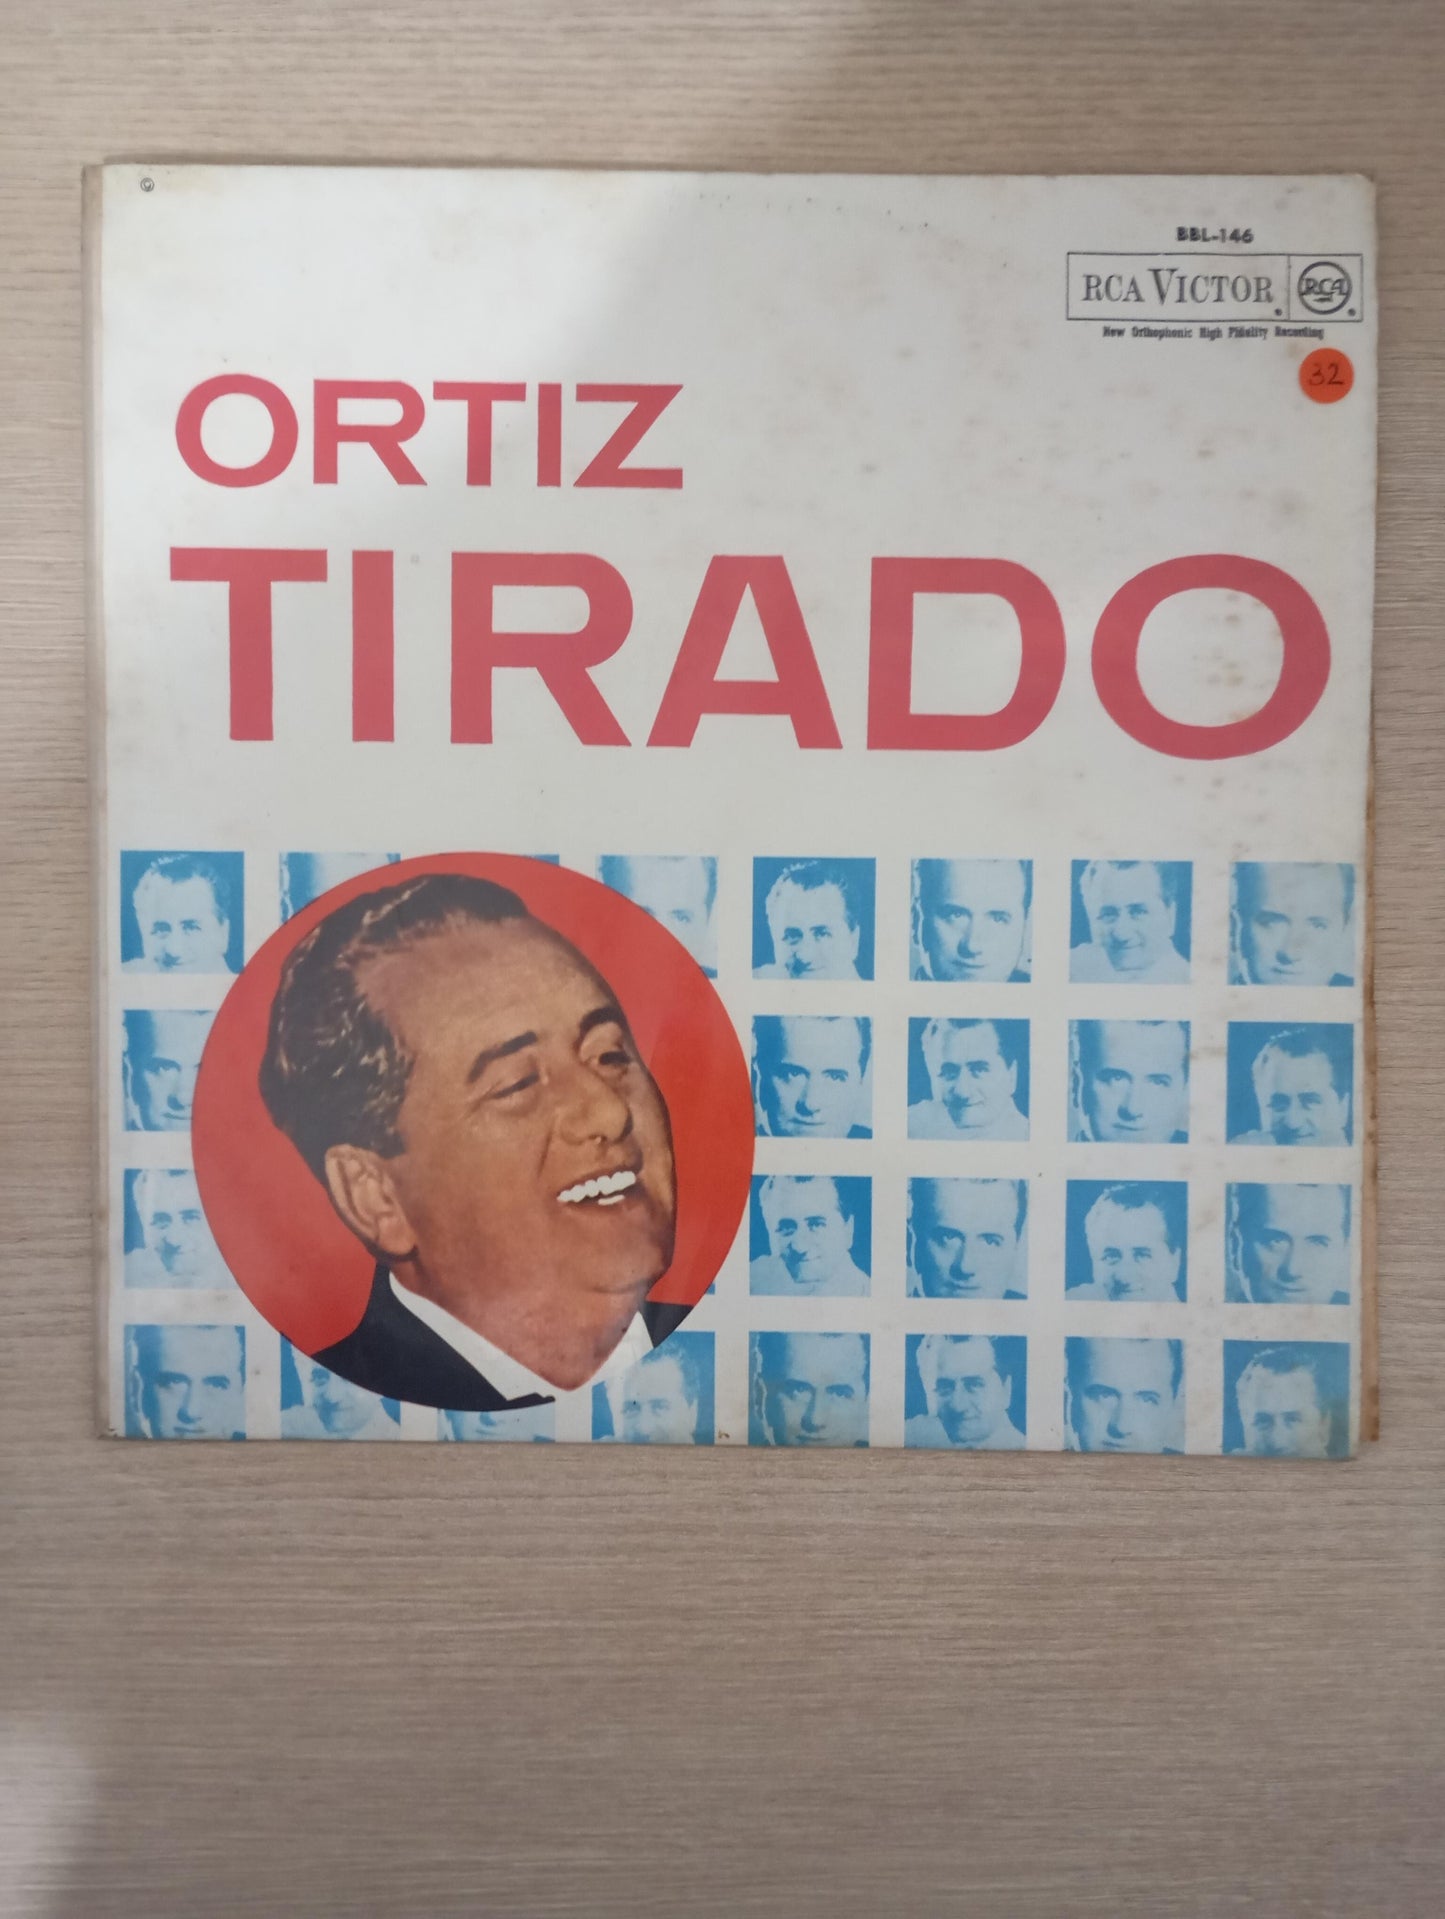 ©
BBL-146
RCA VICTOR RCA
New Orthophonic High Fidelity Recording
32
ORTIZ
TIRADO